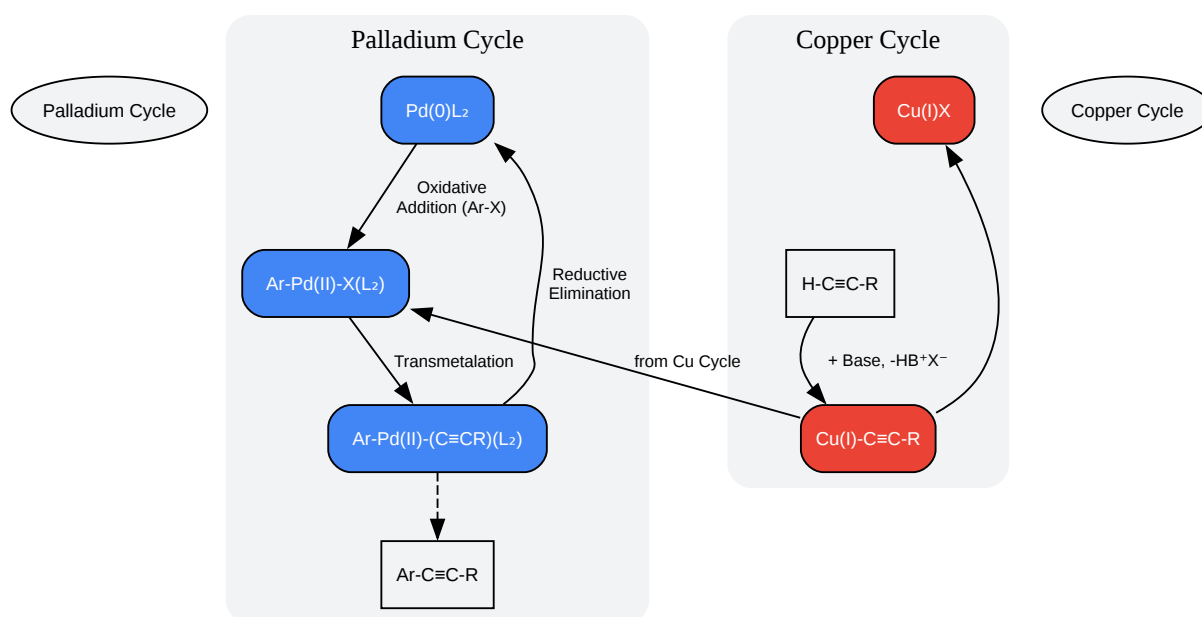 Palladium Cycle
Copper Cycle
Palladium Cycle
Pd(0)L₂
Cu(I)X
Copper Cycle
Oxidative
Addition (Ar-X)
Ar-Pd(II)-X(L₂)
Reductive
Elimination
H-C≡C-R
Transmetalation
from Cu Cycle
+ Base, -HB⁺X⁻
Ar-Pd(II)-(C≡CR)(L₂)
Cu(I)-C≡C-R
Ar-C≡C-R